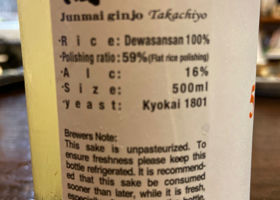 Junmai ginjo Takachiyo
·Rice: Dewasansan 100%
·Polishing ratio: 59% (Flat rice polishing)
·Alc: 16%
·Size: 500ml
·yeast: Kyokai 1801
Brewers Note:
This sake is unpasteurized. To
ensure freshness please keep this
bottle refrigerated. It is recommend-
ed that this sake be consumed
sooner than later, while it is fresh,